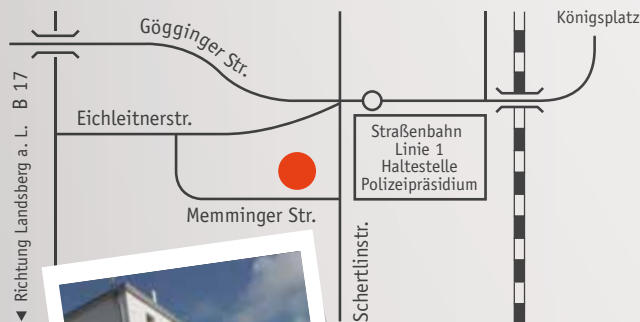 Königsplatz
Gögginger Str.
Eichleitnerstr.
Straßenbahn
Linie 1
Haltestelle
Polizeipräsidium
Memminger Str.
Schertlinstr.
◄ Richtung Landsberg a. L. B 17